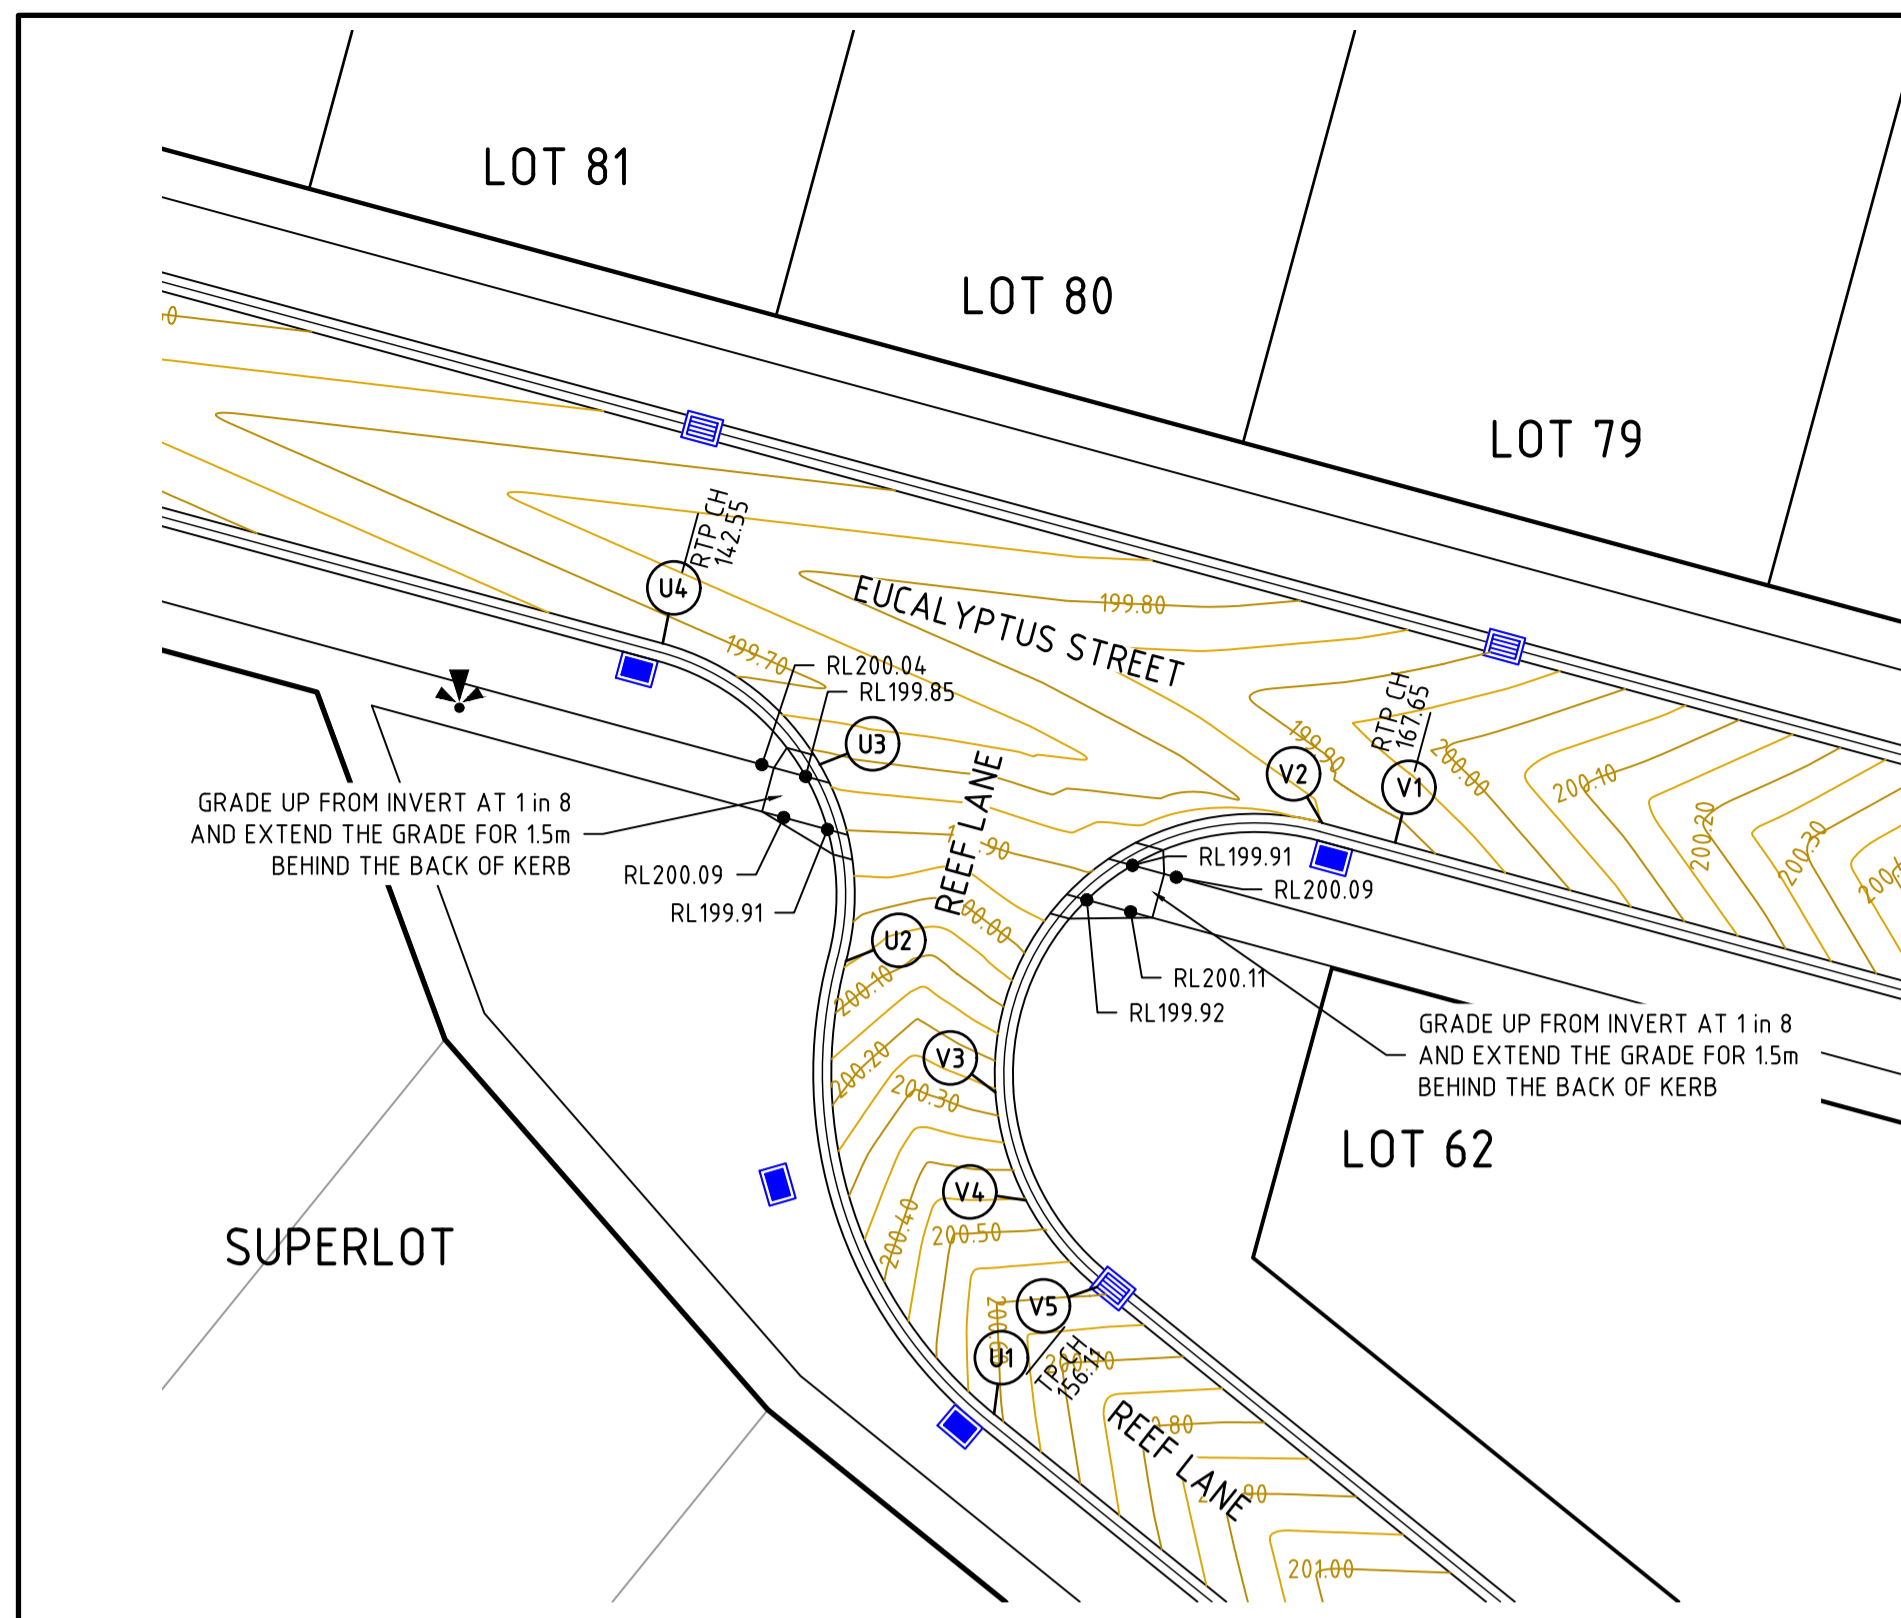 LOT 81
LOT 80
LOT 79
RTP CH
142.55
U4
EUCALYPTUS STREET
199.80
199.70
RL200.04
RL199.85
U3
RTP CH
167.65
V2
V1
199.90
200.00
200.10
200.20
200.30
GRADE UP FROM INVERT AT 1 in 8
AND EXTEND THE GRADE FOR 1.5m
BEHIND THE BACK OF KERB
REEF LANE
RL200.09
RL199.91
RL199.91
RL200.09
U2
RL200.11
RL199.92
200.10
GRADE UP FROM INVERT AT 1 in 8
AND EXTEND THE GRADE FOR 1.5m
BEHIND THE BACK OF KERB
V3
200.20
200.30
LOT 62
V4
200.40
200.50
SUPERLOT
V5
200.60
U1
TP CH
156.11
REEF LANE
201.00